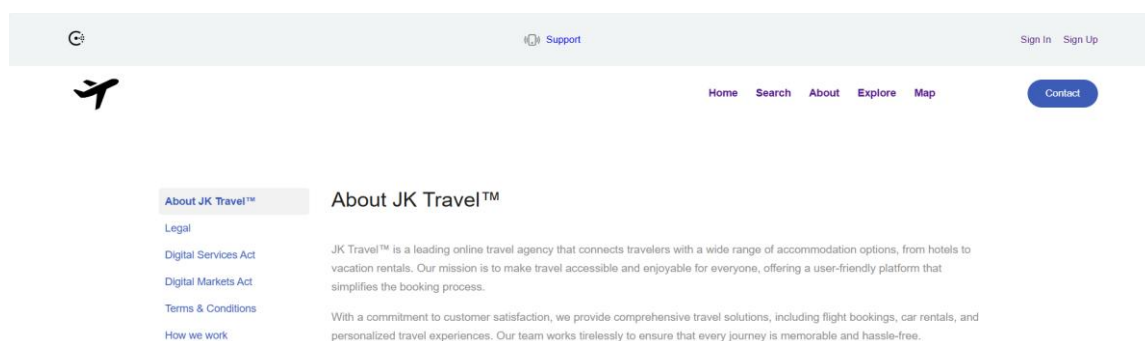 Support
Sign In Sign Up
Home Search About Explore Map
Contact
About JK Travel™
Legal
Digital Services Act
Digital Markets Act
Terms & Conditions
How we work
About JK Travel™
JK Travel™ is a leading online travel agency that connects travelers with a wide range of accommodation options, from hotels to
vacation rentals. Our mission is to make travel accessible and enjoyable for everyone, offering a user-friendly platform that
simplifies the booking process.
With a commitment to customer satisfaction, we provide comprehensive travel solutions, including flight bookings, car rentals, and
personalized travel experiences. Our team works tirelessly to ensure that every journey is memorable and hassle-free.